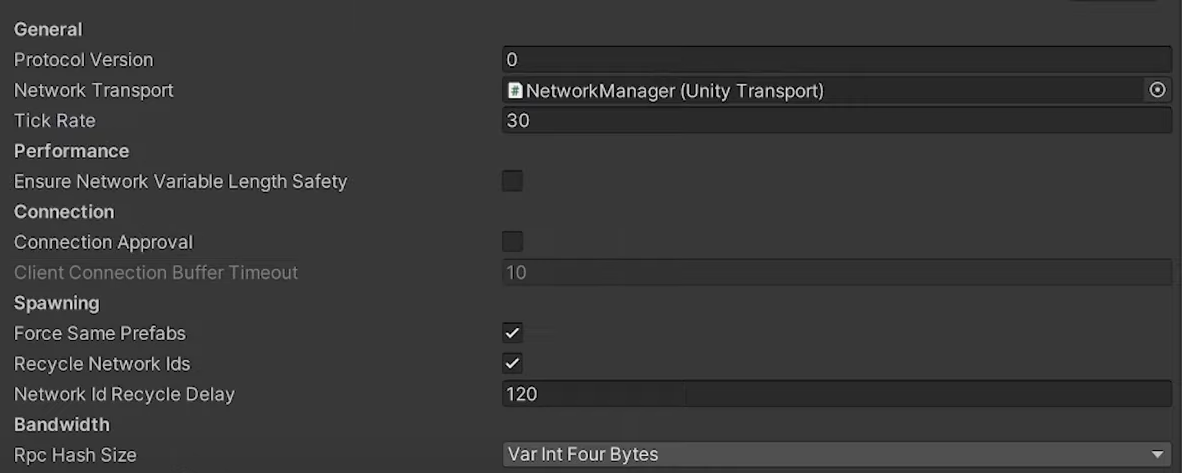 General
Protocol Version 0
Network Transport NetworkManager (Unity Transport)
Tick Rate 30
Performance
Ensure Network Variable Length Safety
Connection
Connection Approval
Client Connection Buffer Timeout 10
Spawning
Force Same Prefabs
Recycle Network Ids
Network Id Recycle Delay 120
Bandwidth
Rpc Hash Size Var Int Four Bytes